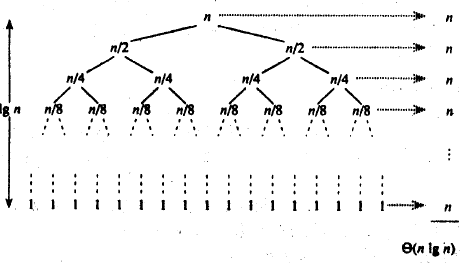 n n
n/2 n/2 n
n/4 n/4 n/4 n/4 n
lg n n/8 n/8 n/8 n/8 n/8 n/8 n/8 n/8 n
⋮
1 1 1 1 1 1 1 1 1 1 1 1 1 1 1 1 1 n
Θ(n lg n)